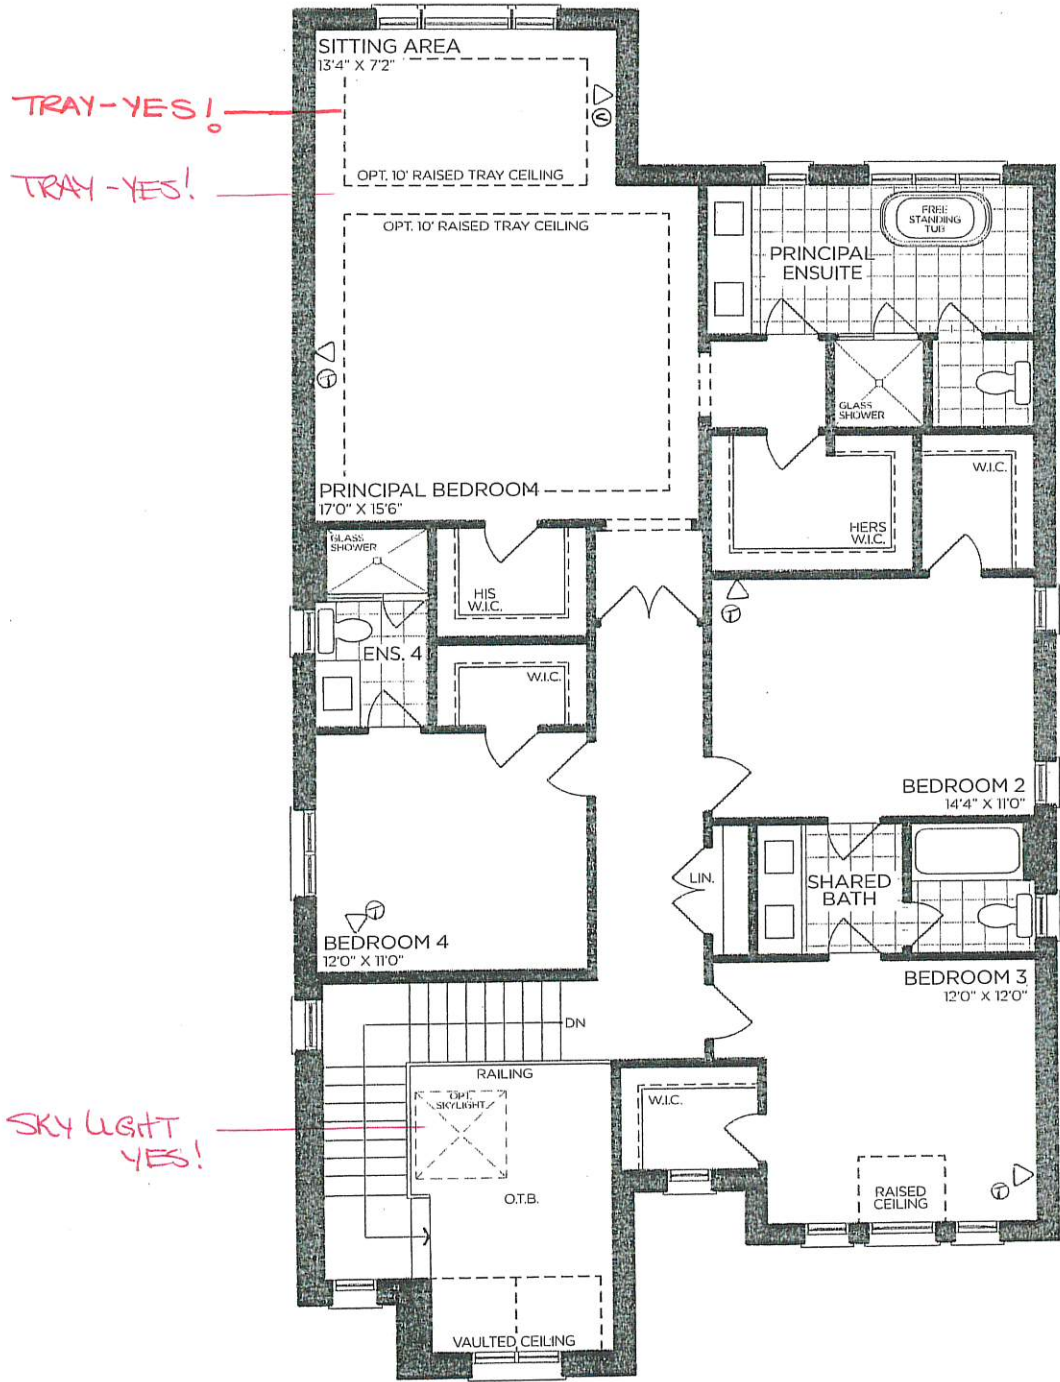 SITTING AREA
13'4" X 7'2"
TRAY-YES!
TRAY-YES!
OPT. 10' RAISED TRAY CEILING
OPT. 10' RAISED TRAY CEILING
FREE
STANDING
TUB
PRINCIPAL
ENSUITE
GLASS
SHOWER
W.I.C.
PRINCIPAL BEDROOM
17'0" X 15'6"
HERS
W.I.C.
GLASS
SHOWER
HIS
W.I.C.
T
T
ENS. 4
W.I.C.
BEDROOM 2
14'4" X 11'0"
LIN.
SHARED
BATH
T
BEDROOM 4
12'0" X 11'0"
BEDROOM 3
12'0" X 12'0"
DN
RAILING
OPT.
SKYLIGHT
W.I.C.
SKY LIGHT
YES!
O.T.B.
RAISED
CEILING
T
VAULTED CEILING